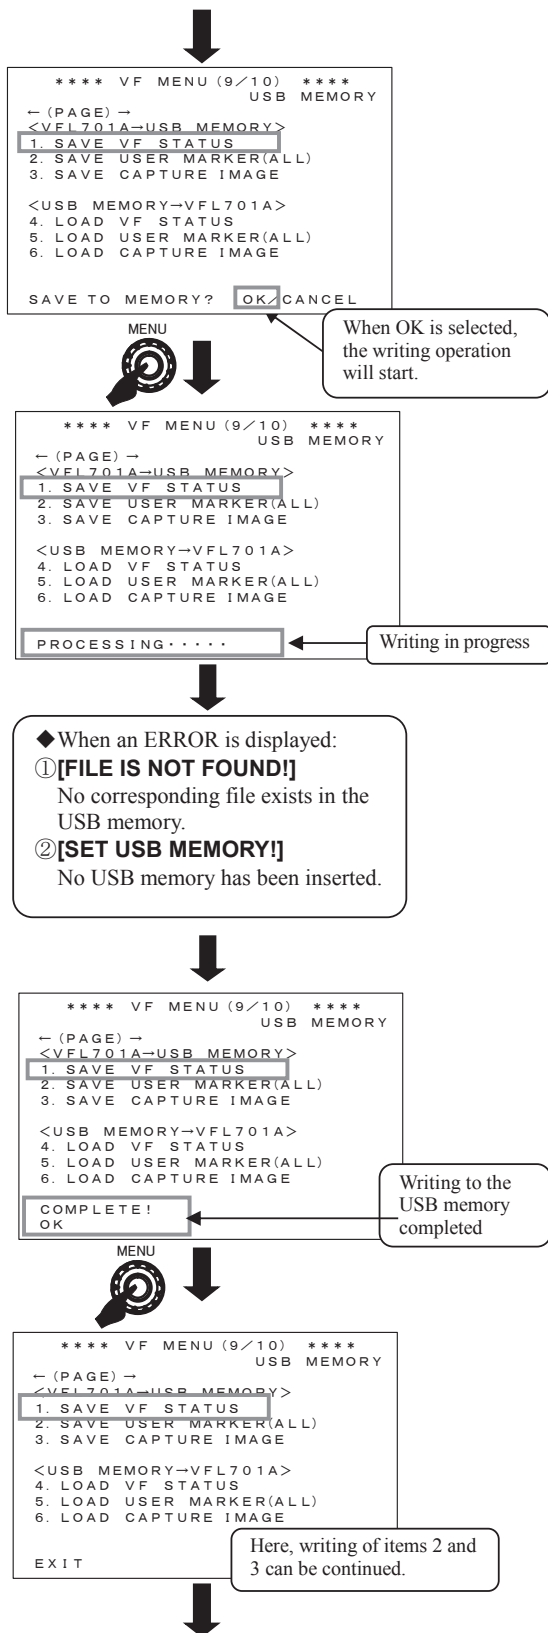 **** VF MENU(9/10) ****
USB MEMORY
←(PAGE)→
<VFL701A→USB MEMORY>
1. SAVE VF STATUS
2. SAVE USER MARKER(ALL)
3. SAVE CAPTURE IMAGE
<USB MEMORY→VFL701A>
4. LOAD VF STATUS
5. LOAD USER MARKER(ALL)
6. LOAD CAPTURE IMAGE
SAVE TO MEMORY? OK/CANCEL
When OK is selected,
the writing operation
will start.
MENU
**** VF MENU(9/10) ****
USB MEMORY
←(PAGE)→
<VFL701A→USB MEMORY>
1. SAVE VF STATUS
2. SAVE USER MARKER(ALL)
3. SAVE CAPTURE IMAGE
<USB MEMORY→VFL701A>
4. LOAD VF STATUS
5. LOAD USER MARKER(ALL)
6. LOAD CAPTURE IMAGE
PROCESSING・・・・・
Writing in progress
◆When an ERROR is displayed:
①[FILE IS NOT FOUND!]
No corresponding file exists in the
USB memory.
②[SET USB MEMORY!]
No USB memory has been inserted.
**** VF MENU(9/10) ****
USB MEMORY
←(PAGE)→
<VFL701A→USB MEMORY>
1. SAVE VF STATUS
2. SAVE USER MARKER(ALL)
3. SAVE CAPTURE IMAGE
<USB MEMORY→VFL701A>
4. LOAD VF STATUS
5. LOAD USER MARKER(ALL)
6. LOAD CAPTURE IMAGE
COMPLETE!
OK
Writing to the
USB memory
completed
MENU
**** VF MENU(9/10) ****
USB MEMORY
←(PAGE)→
<VFL701A→USB MEMORY>
1. SAVE VF STATUS
2. SAVE USER MARKER(ALL)
3. SAVE CAPTURE IMAGE
<USB MEMORY→VFL701A>
4. LOAD VF STATUS
5. LOAD USER MARKER(ALL)
6. LOAD CAPTURE IMAGE
EXIT
Here, writing of items 2 and
3 can be continued.